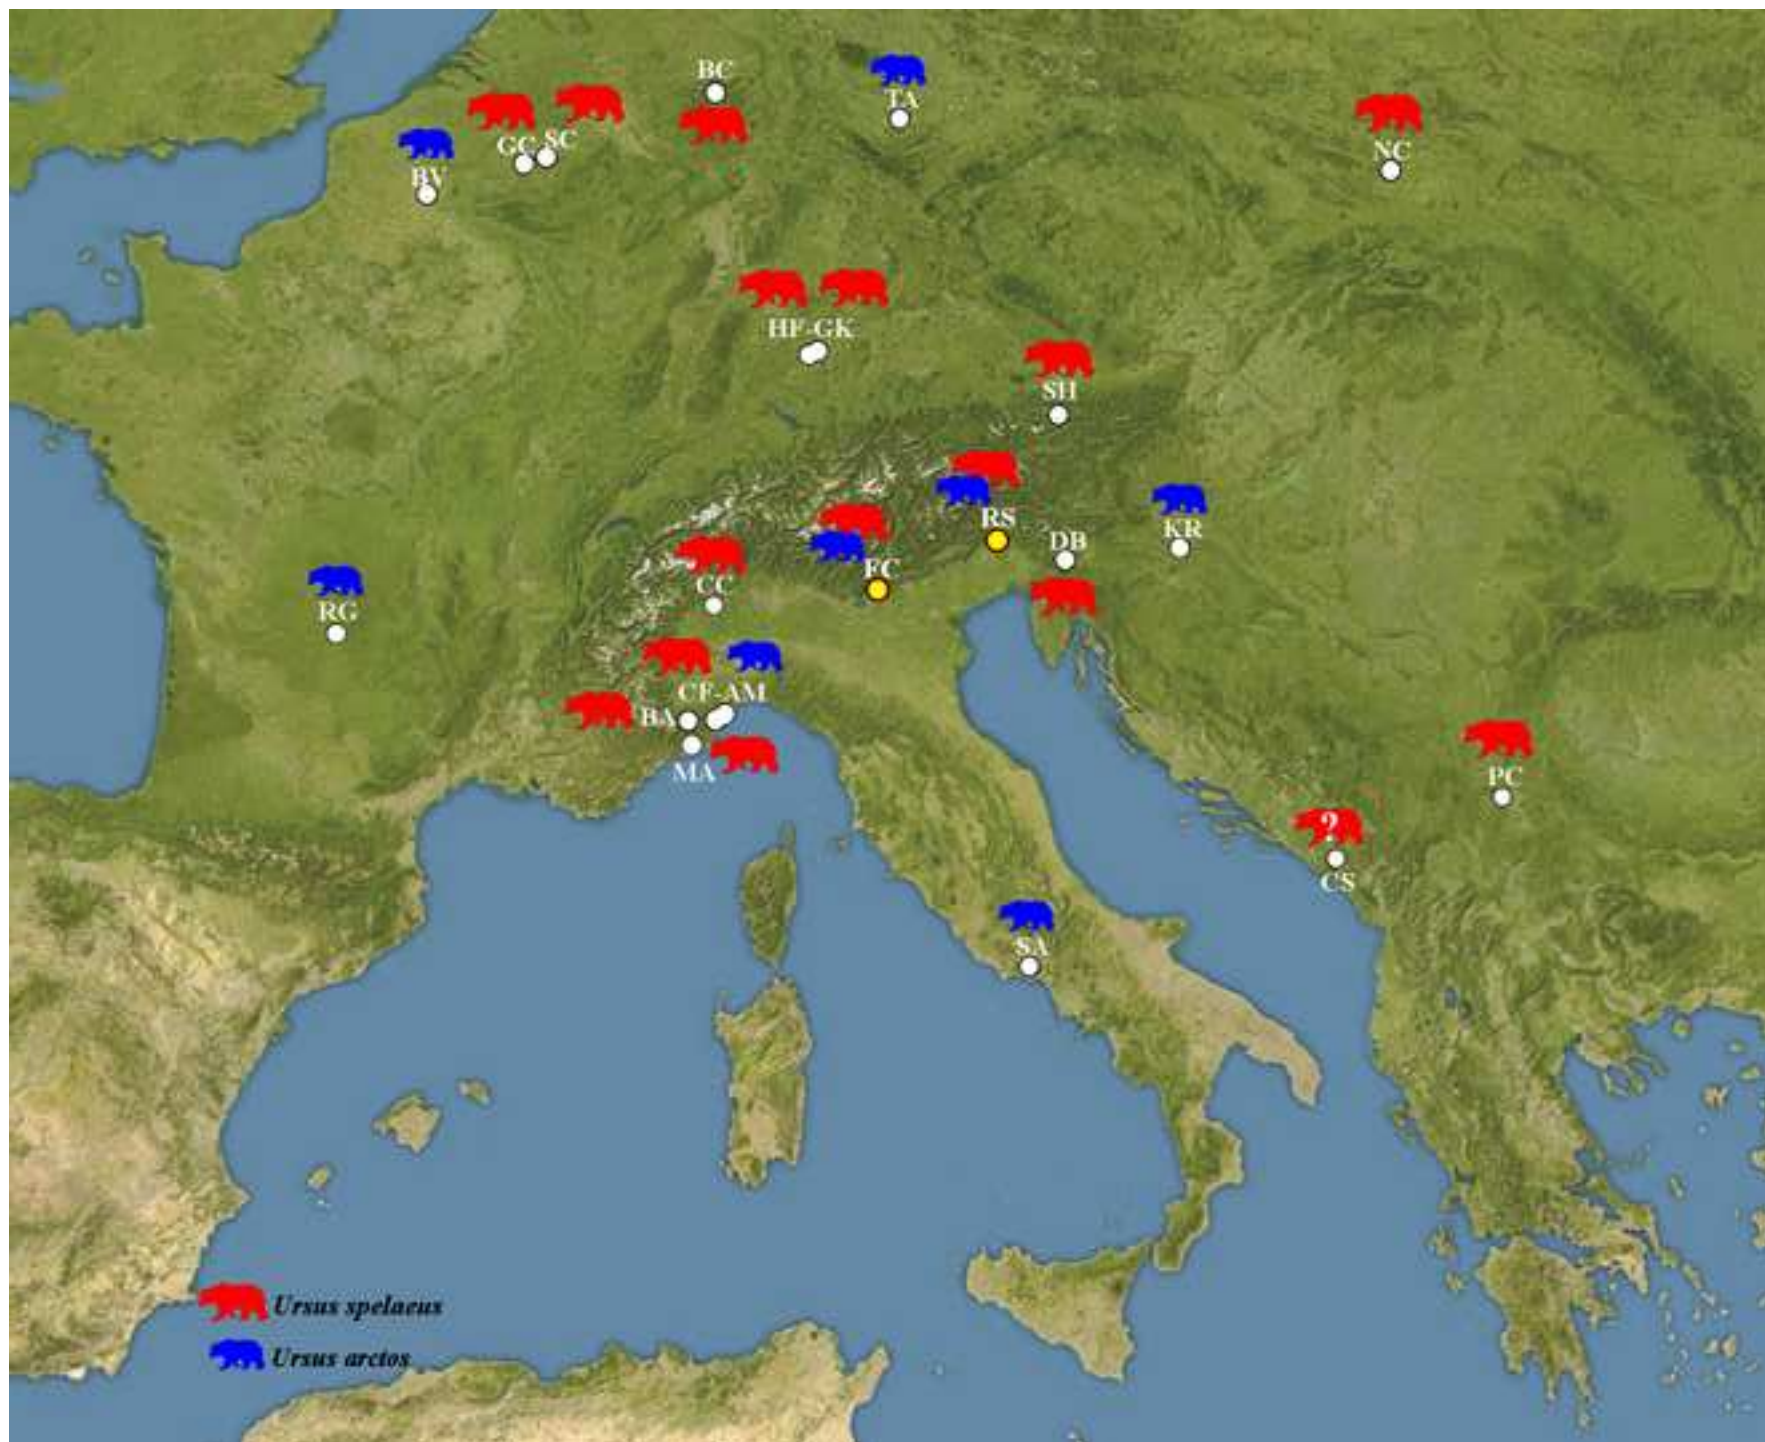 BC
TA
GC
SC
NC
BV
HF-GK
SH
RS
KR
DB
FC
CC
RG
CF-AM
BA
MA
PC
?
CS
SA
Ursus spelaeus
Ursus arctos